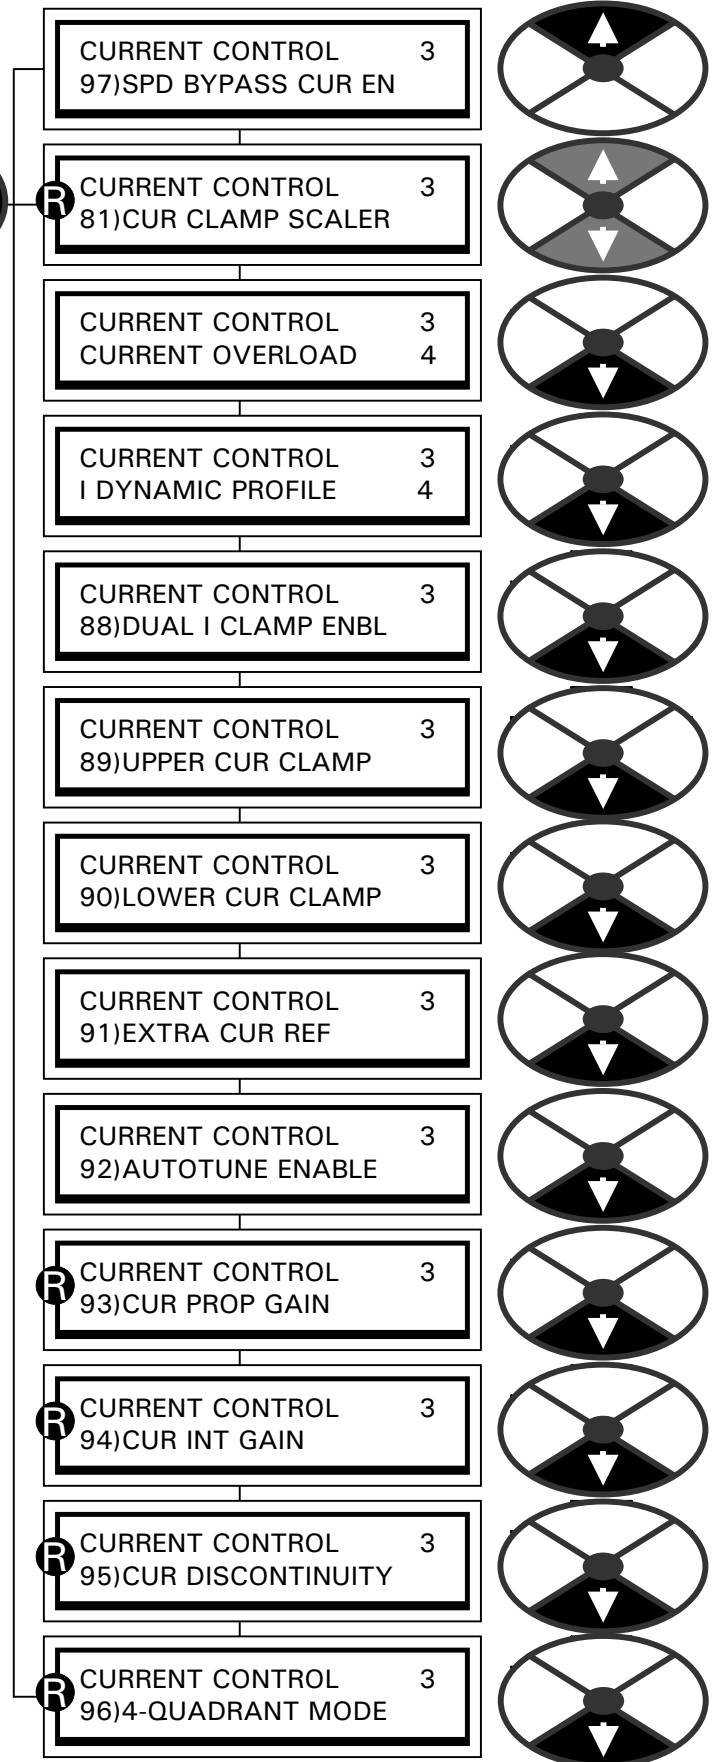 CURRENT CONTROL 3
97)SPD BYPASS CUR EN
R
CURRENT CONTROL 3
81)CUR CLAMP SCALER
CURRENT CONTROL 3
CURRENT OVERLOAD 4
CURRENT CONTROL 3
I DYNAMIC PROFILE 4
CURRENT CONTROL 3
88)DUAL I CLAMP ENBL
CURRENT CONTROL 3
89)UPPER CUR CLAMP
CURRENT CONTROL 3
90)LOWER CUR CLAMP
CURRENT CONTROL 3
91)EXTRA CUR REF
CURRENT CONTROL 3
92)AUTOTUNE ENABLE
R
CURRENT CONTROL 3
93)CUR PROP GAIN
R
CURRENT CONTROL 3
94)CUR INT GAIN
R
CURRENT CONTROL 3
95)CUR DISCONTINUITY
R
CURRENT CONTROL 3
96)4-QUADRANT MODE